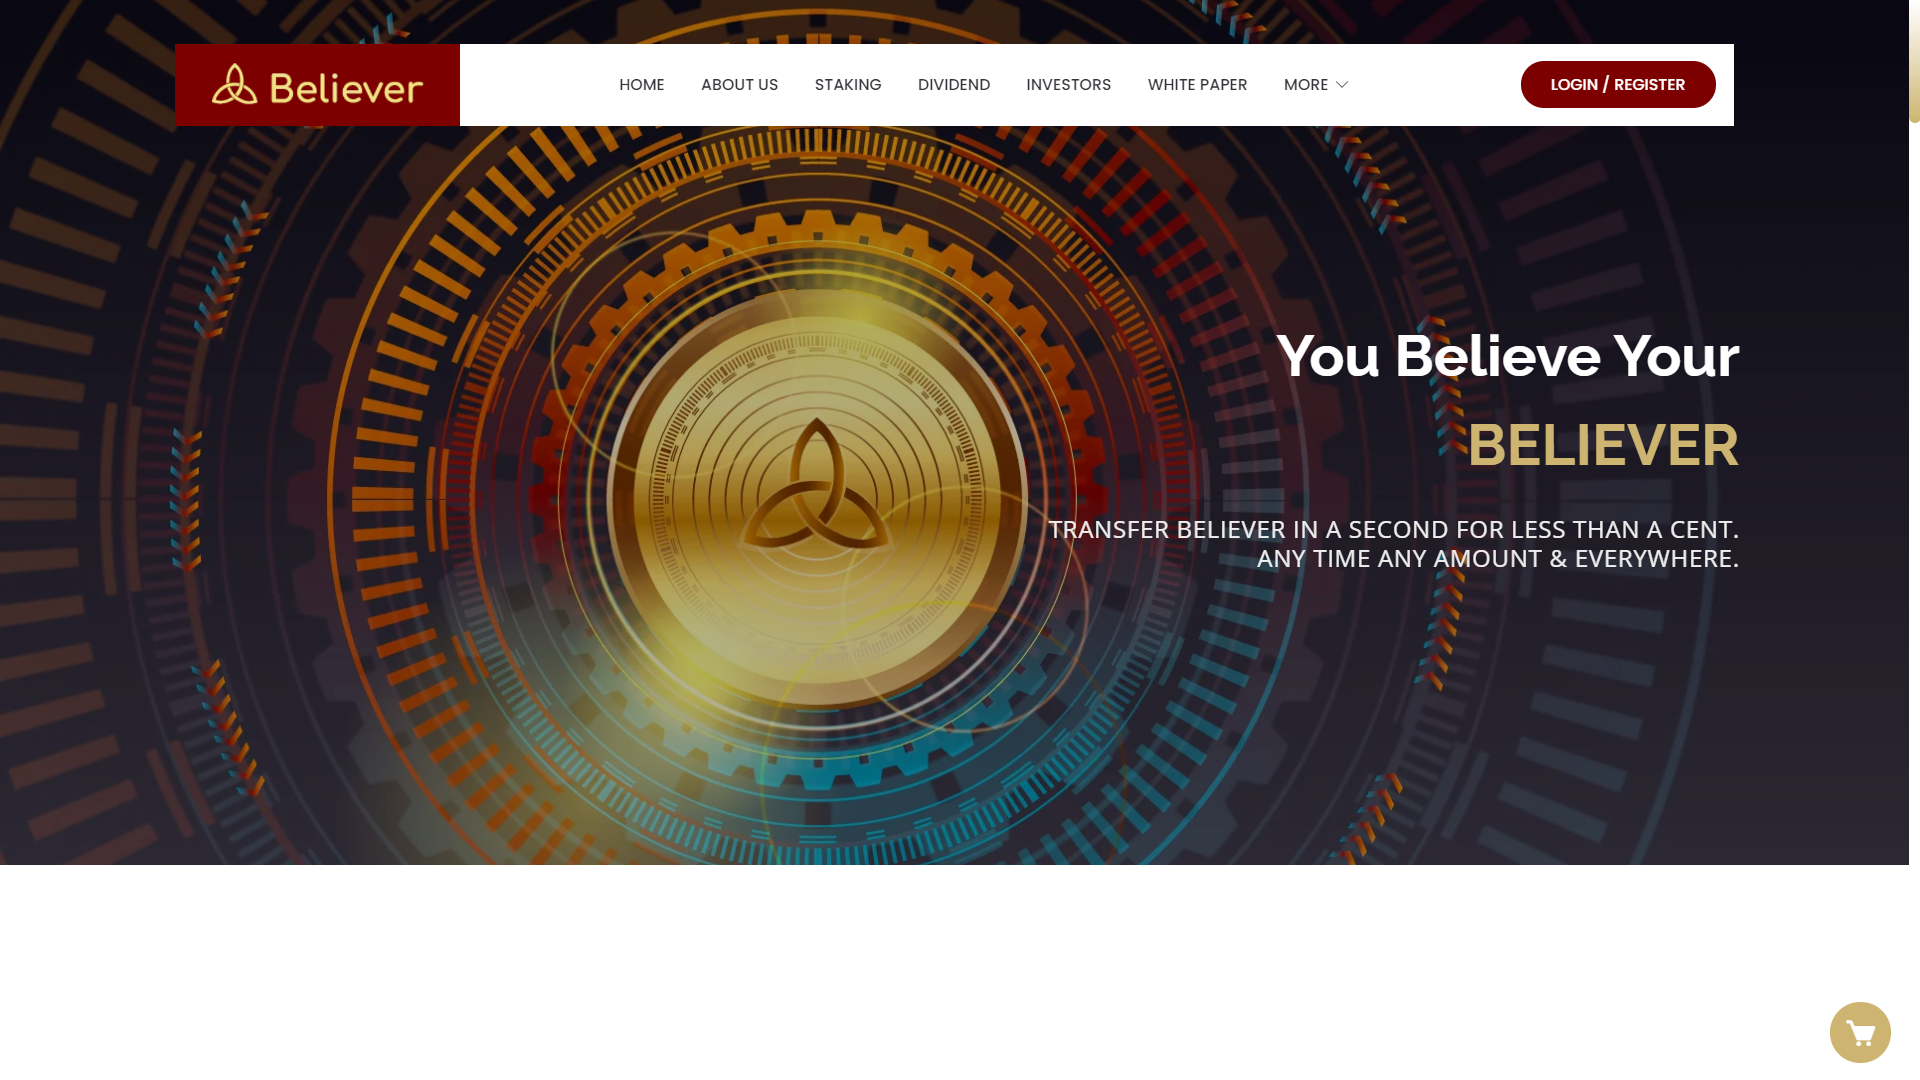 Believer
HOME
ABOUT US
STAKING
DIVIDEND
INVESTORS
WHITE PAPER
MORE
LOGIN / REGISTER
You Believe Your
BELIEVER
TRANSFER BELIEVER IN A SECOND FOR LESS THAN A CENT.
ANY TIME ANY AMOUNT & EVERYWHERE.